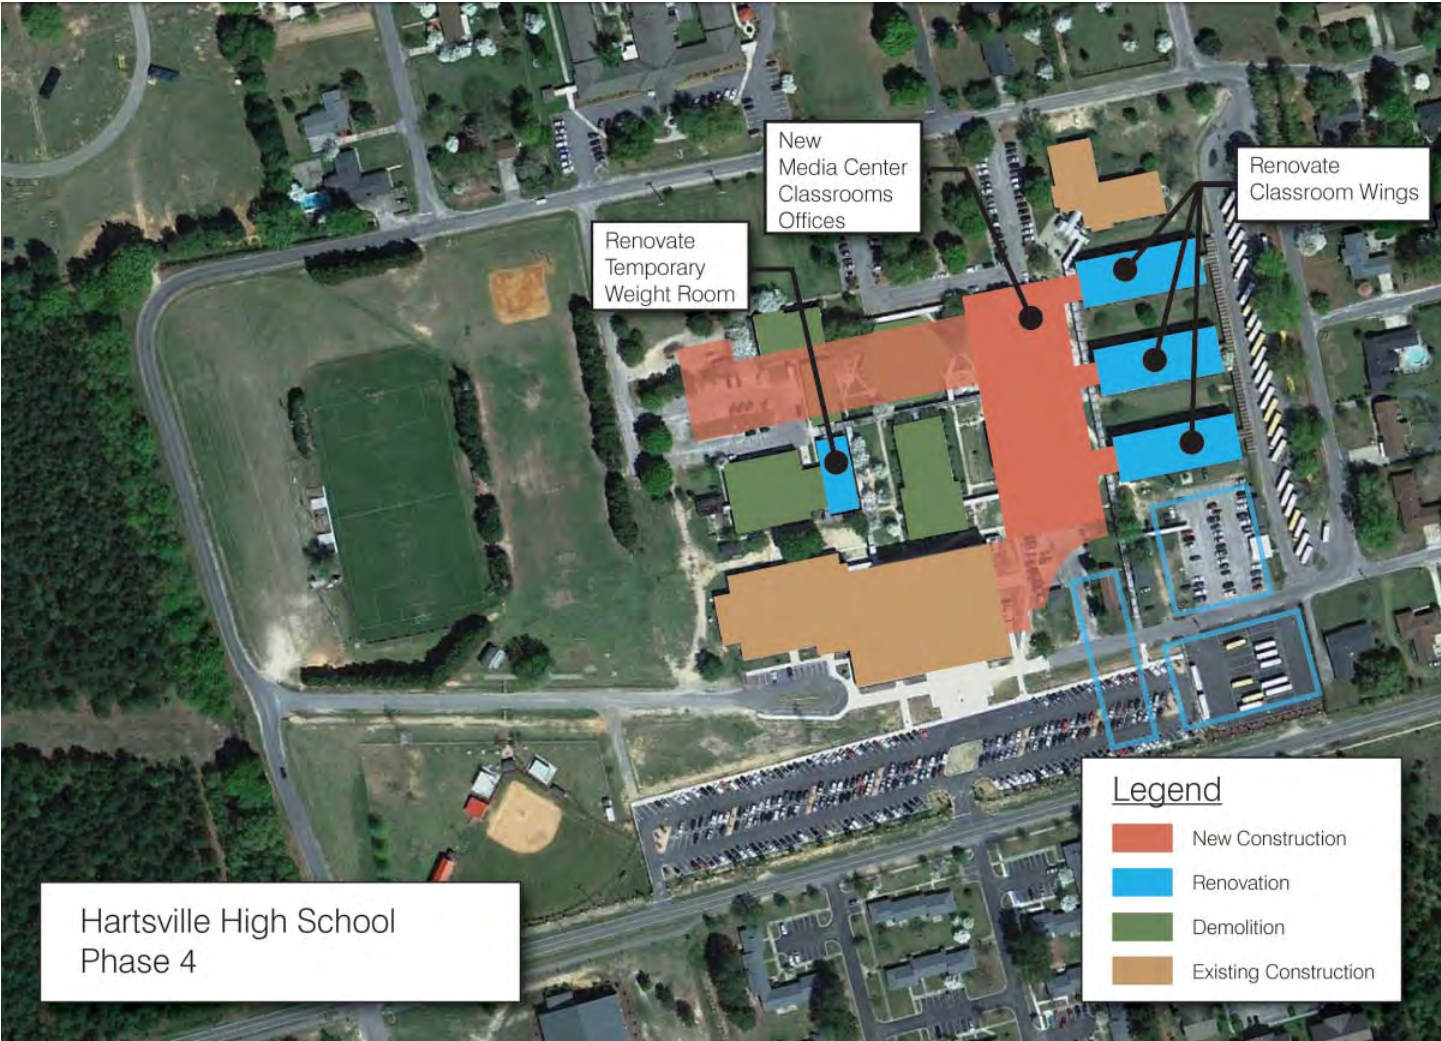 New
Media Center
Classrooms
Offices
Renovate
Classroom Wings
Renovate
Temporary
Weight Room
Legend
New Construction
Renovation
Demolition
Existing Construction
Hartsville High School
Phase 4